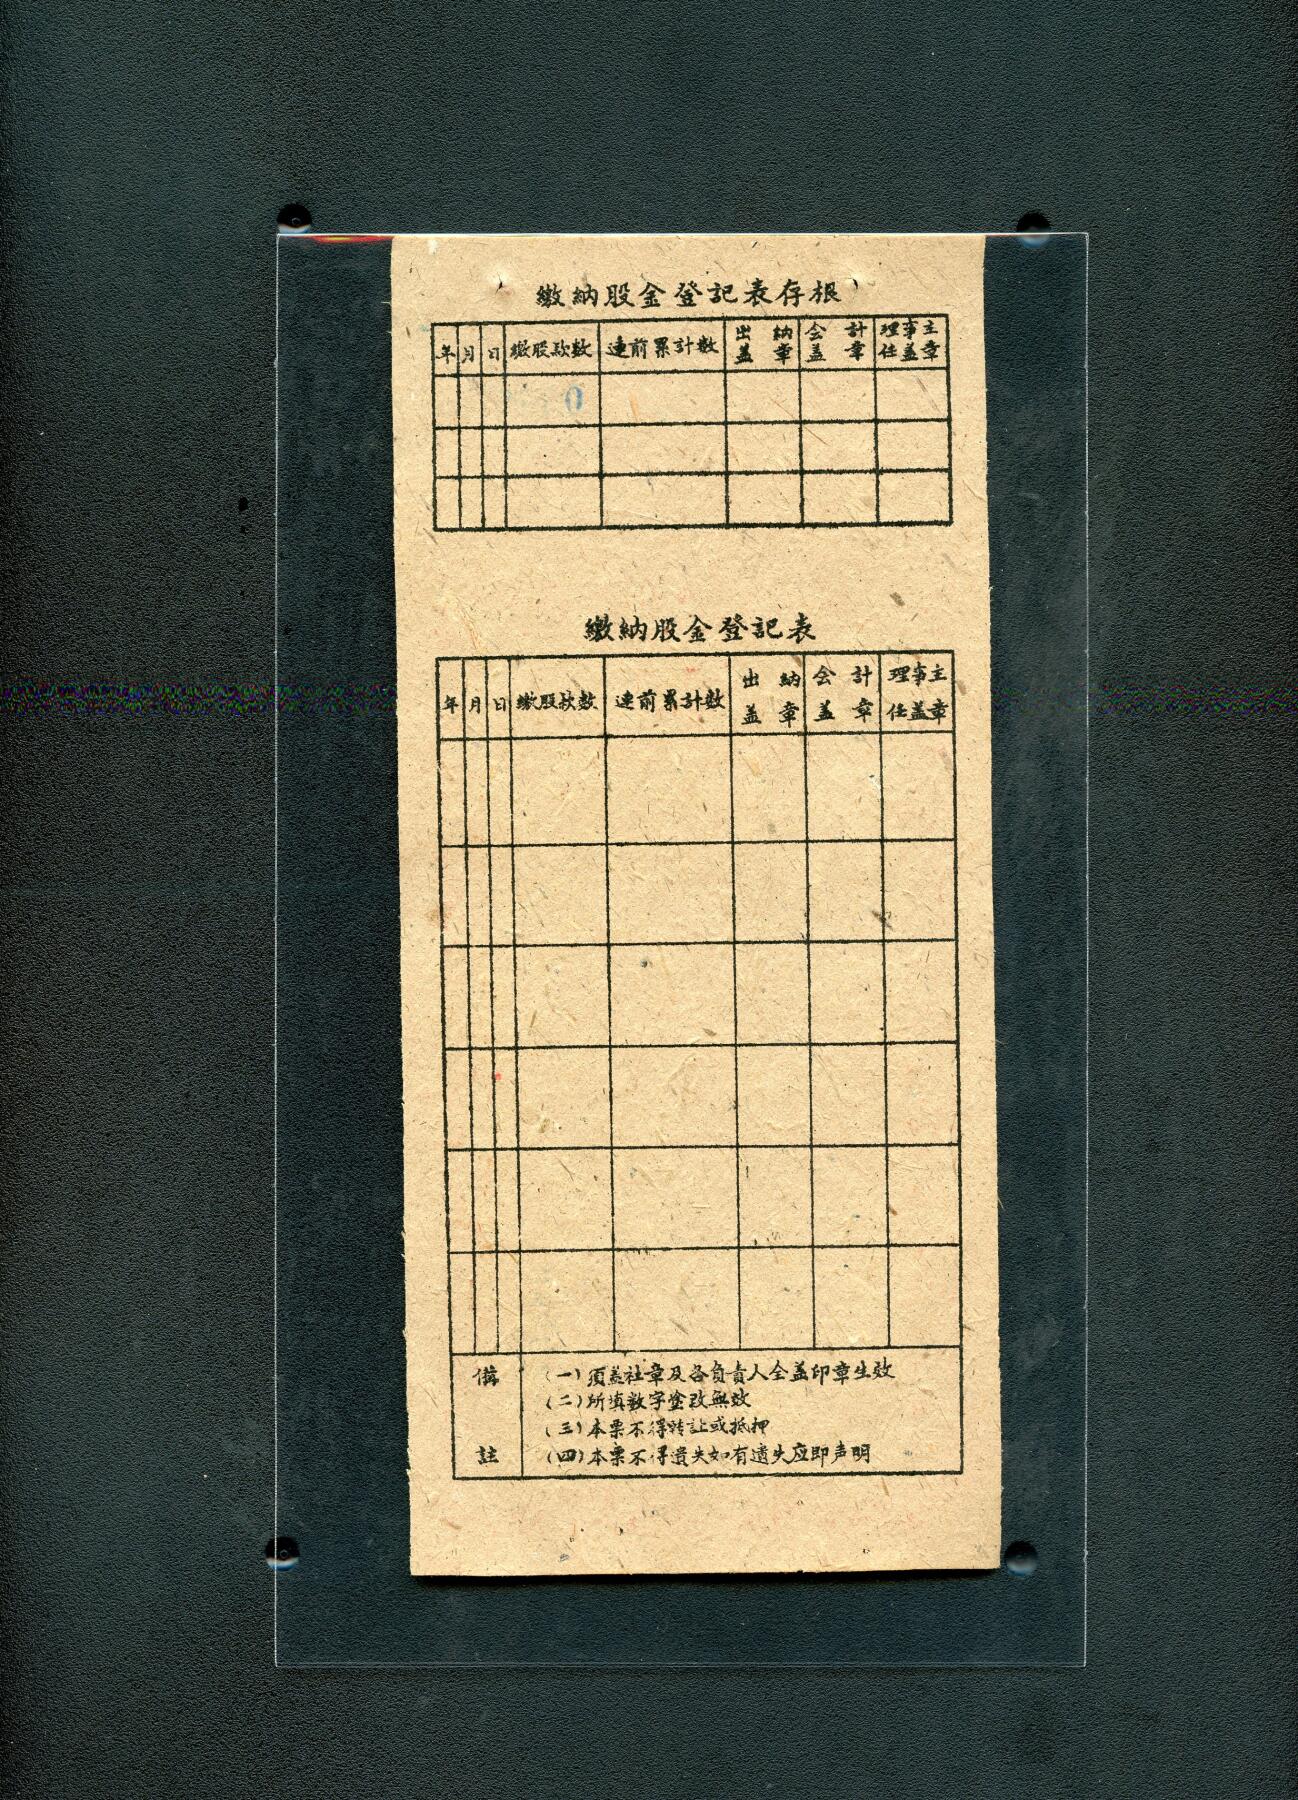 繳納股金登記表存根
年 月 日 繳股款数 連前累計數 出納盖章 会計盖章 理事主任盖章
0
繳納股金登記表
年 月 日 繳股款数 連前累計数 出納盖章 会計盖章 理事主任盖章
備註
(一)須盖社章及各負責人全盖印章生效
(二)所填数字塗改無效
(三)本票不得转让或抵押
(四)本票不得遺失如有遺失应即声明